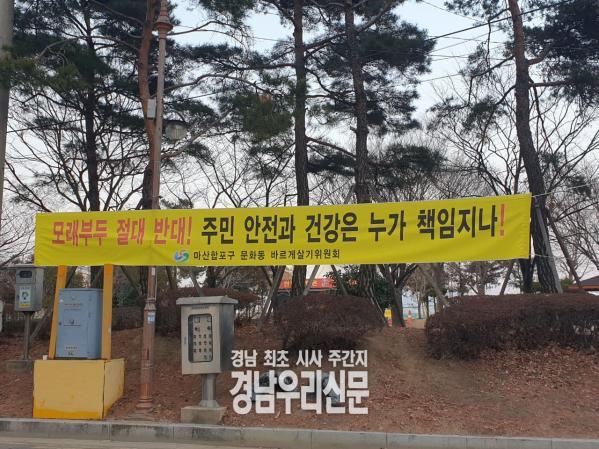 모래부두 절대 반대! 주민 안전과 건강은 누가 책임지나!
마산합포구 문화동 바르게살기위원회
경남 최초 시사 주간지
경남우리신문